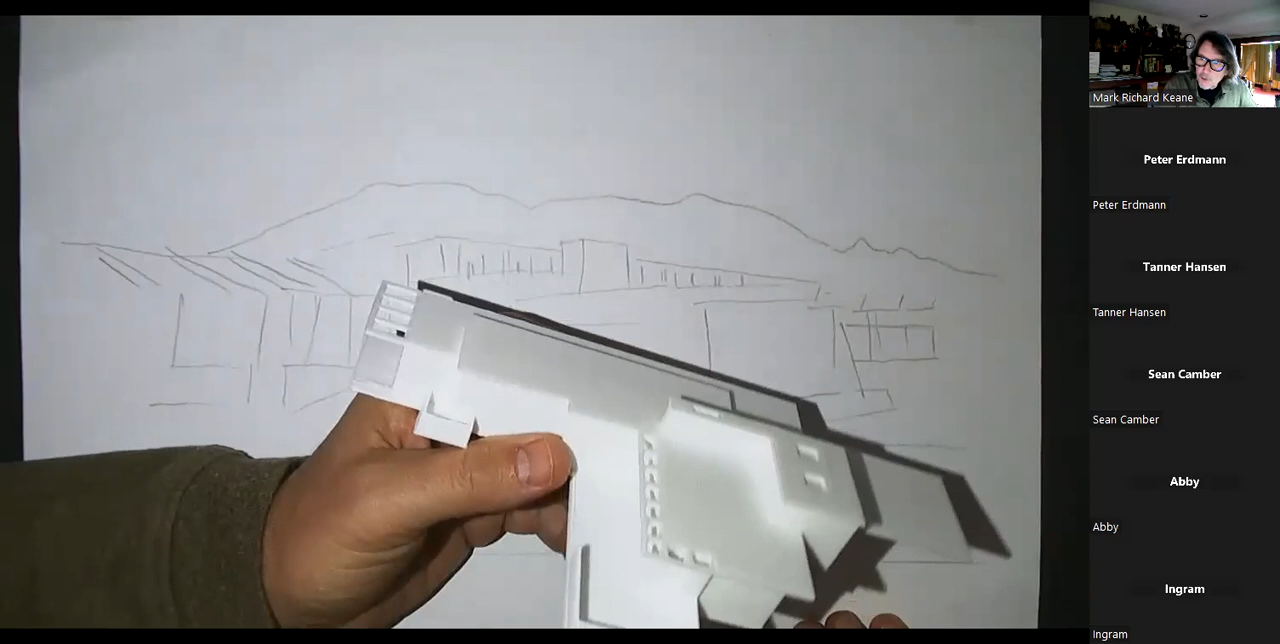 Mark Richard Keane
Peter Erdmann
Peter Erdmann
Tanner Hansen
Tanner Hansen
Sean Camber
Sean Camber
Abby
Abby
Ingram
Ingram